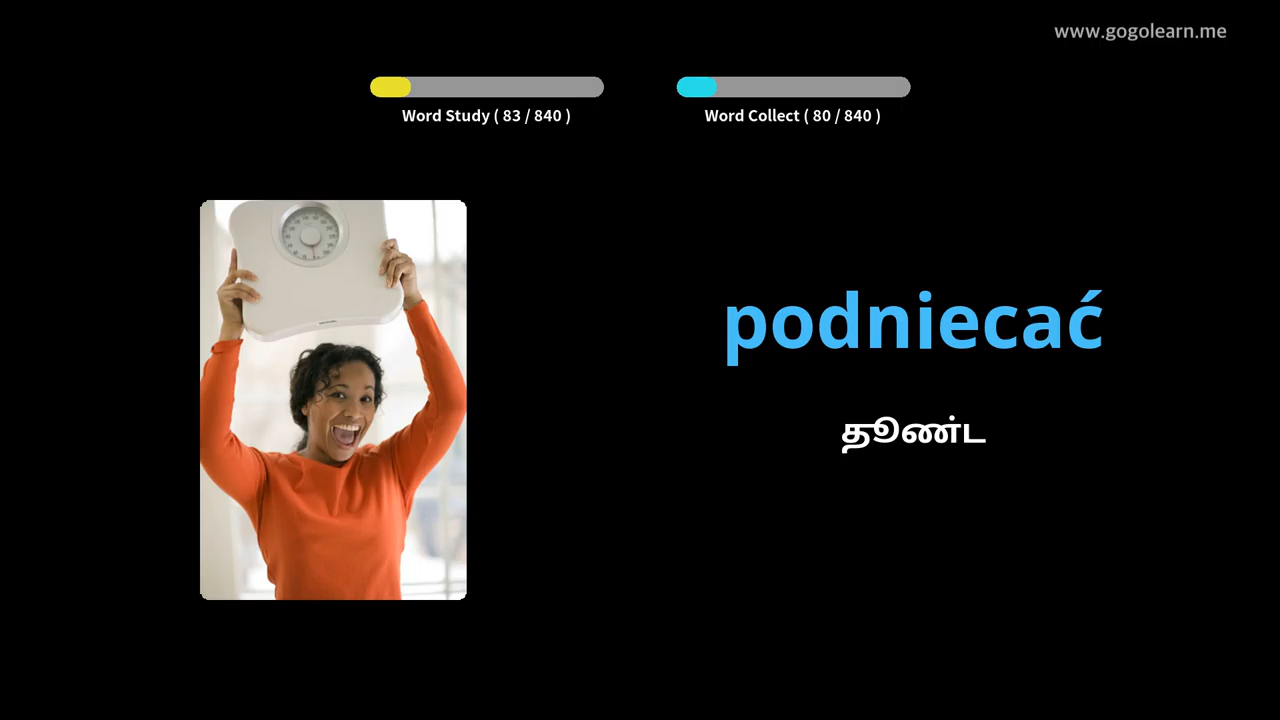 www.gogolearn.me
Word Study ( 83 / 840 )
Word Collect ( 80 / 840 )
podniecać
தூண்ட